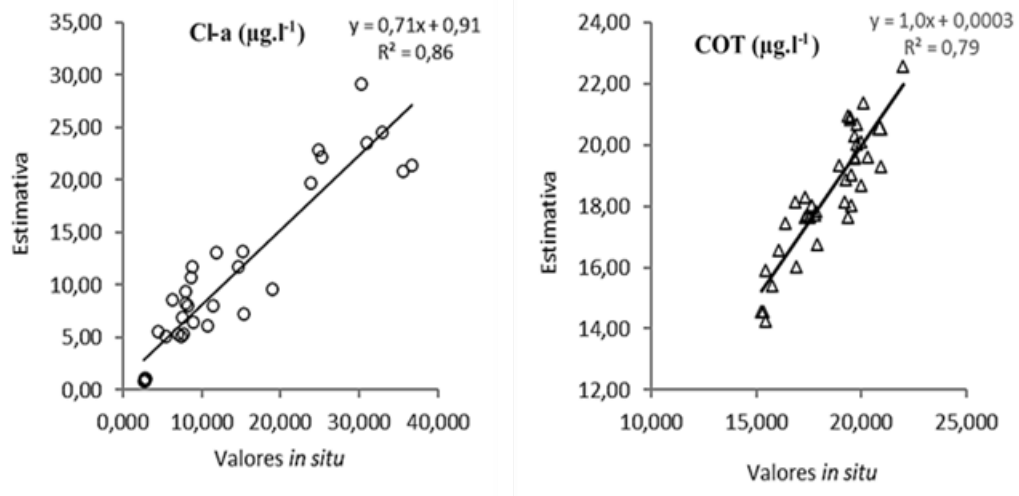 Cl-a (µg.l-1)
y = 0,71x + 0,91
R² = 0,86
35,00
30,00
25,00
20,00
15,00
10,00
5,00
0,00
Estimativa
0,000 10,000 20,000 30,000 40,000
Valores in situ
COT (µg.l-1)
y = 1,0x + 0,0003
R² = 0,79
24,00
22,00
20,00
18,00
16,00
14,00
12,00
Estimativa
10,000 15,000 20,000 25,000
Valores in situ